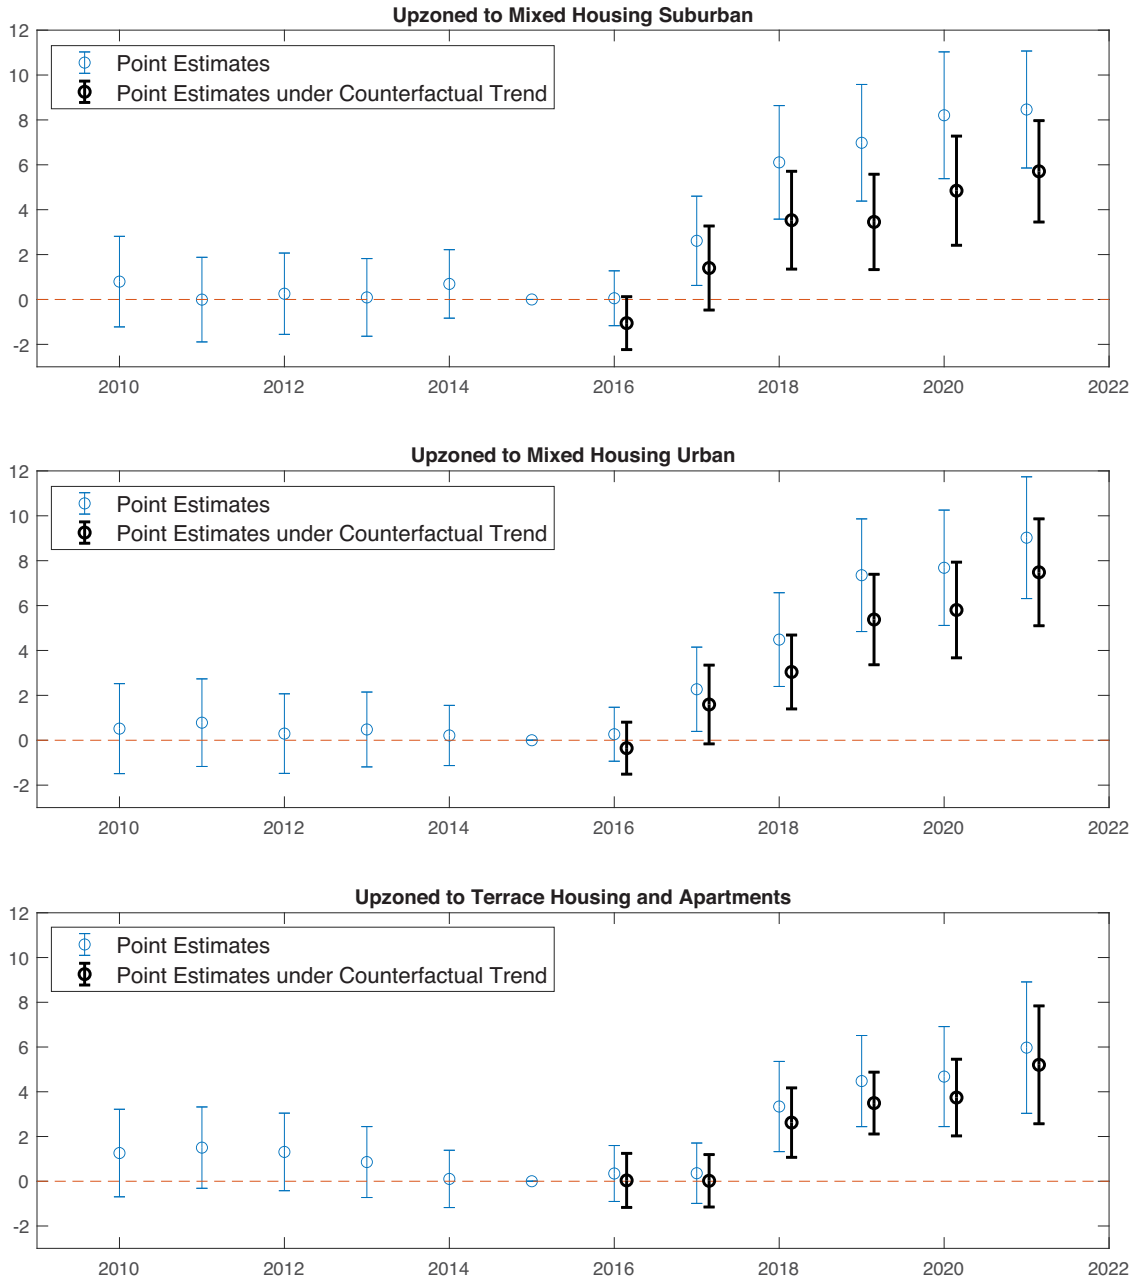 Upzoned to Mixed Housing Suburban
12
10
8
6
4
2
0
-2
Point Estimates
Point Estimates under Counterfactual Trend
2010 2012 2014 2016 2018 2020 2022
Upzoned to Mixed Housing Urban
12
10
8
6
4
2
0
-2
Point Estimates
Point Estimates under Counterfactual Trend
2010 2012 2014 2016 2018 2020 2022
Upzoned to Terrace Housing and Apartments
12
10
8
6
4
2
0
-2
Point Estimates
Point Estimates under Counterfactual Trend
2010 2012 2014 2016 2018 2020 2022